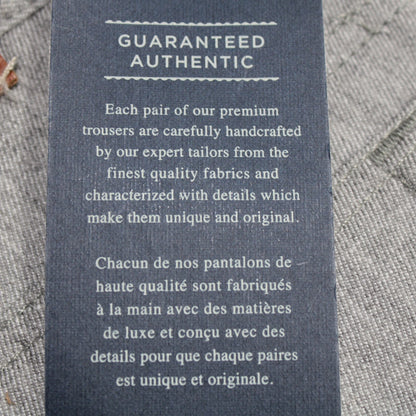 GUARANTEED
AUTHENTIC
Each pair of our premium
trousers are carefully handcrafted
by our expert tailors from the
finest quality fabrics and
characterized with details which
make them unique and original.
Chacun de nos pantalons de
haute qualité sont fabriqués
à la main avec des matières
de luxe et conçu avec des
details pour que chaque paires
est unique et originale.